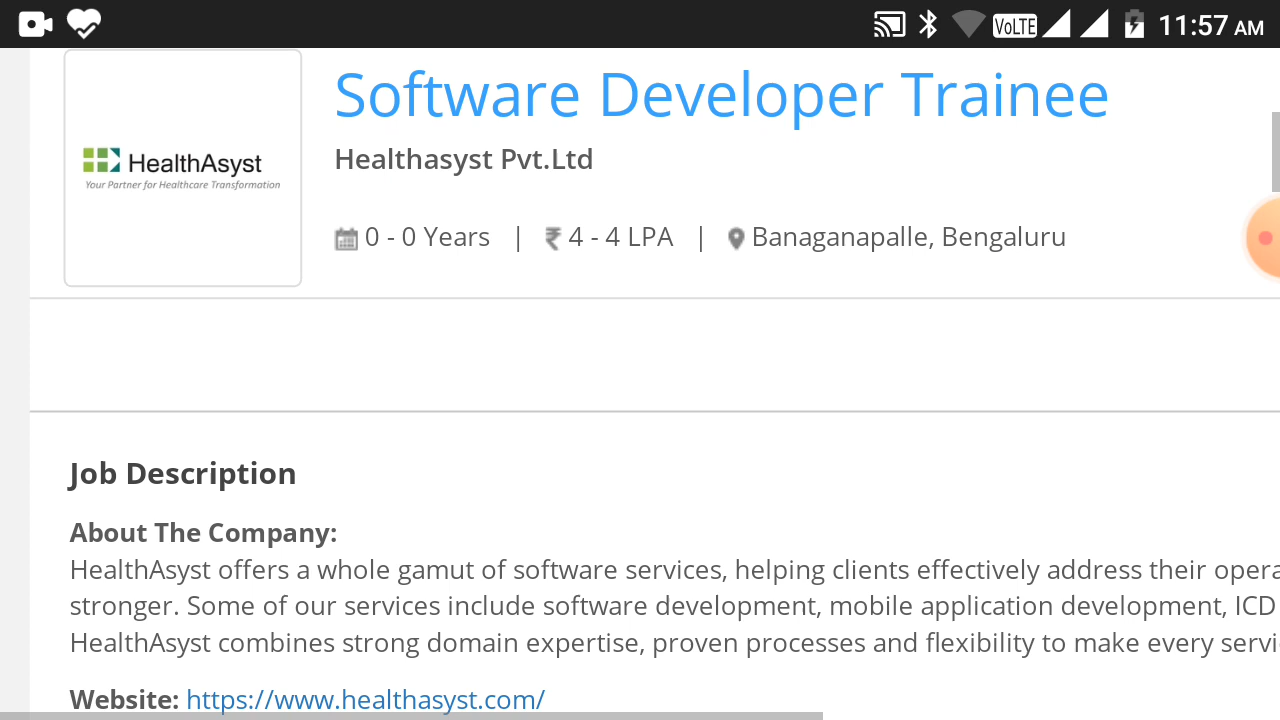 VoLTE 11:57 AM
Software Developer Trainee
HealthAsyst
Your Partner for Healthcare Transformation
Healthasyst Pvt.Ltd
0 - 0 Years | ₹ 4 - 4 LPA | Banaganapalle, Bengaluru
Job Description
About The Company:
HealthAsyst offers a whole gamut of software services, helping clients effectively address their opera
stronger. Some of our services include software development, mobile application development, ICD
HealthAsyst combines strong domain expertise, proven processes and flexibility to make every servi
Website: https://www.healthasyst.com/